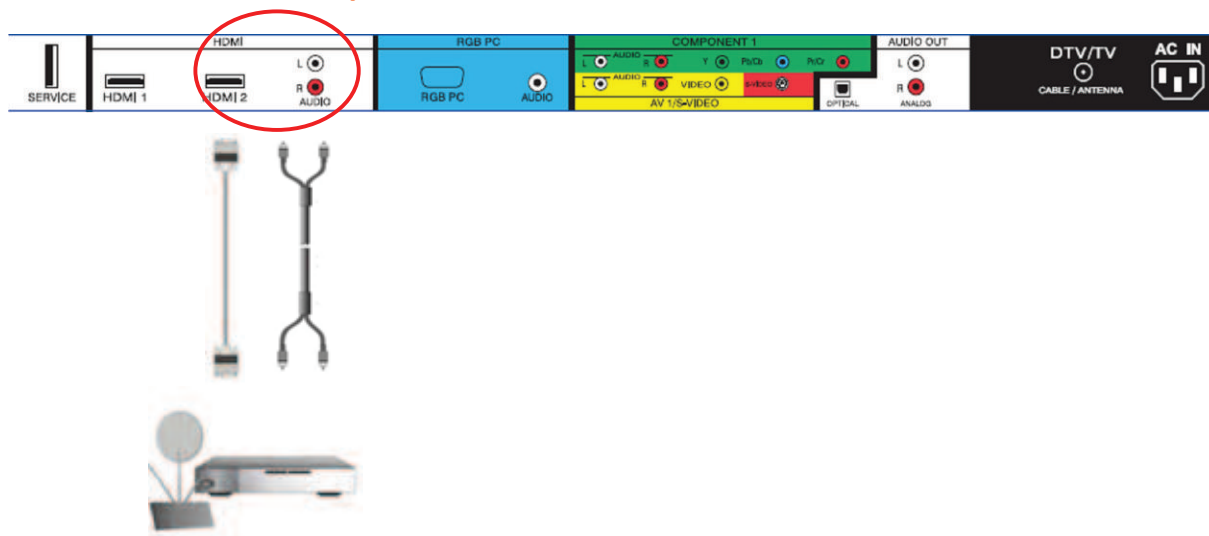 HDMI
RGB PC
COMPONENT 1
AUDIO OUT
SERVICE
HDMI 1
HDMI 2
L
R
AUDIO
RGB PC
AUDIO
L AUDIO R Y Pb/Cb Pr/Cr
L AUDIO R VIDEO S-VIDEO
AV 1/S-VIDEO
OPTICAL
L
R
ANALOG
DTV/TV
CABLE / ANTENNA
AC IN